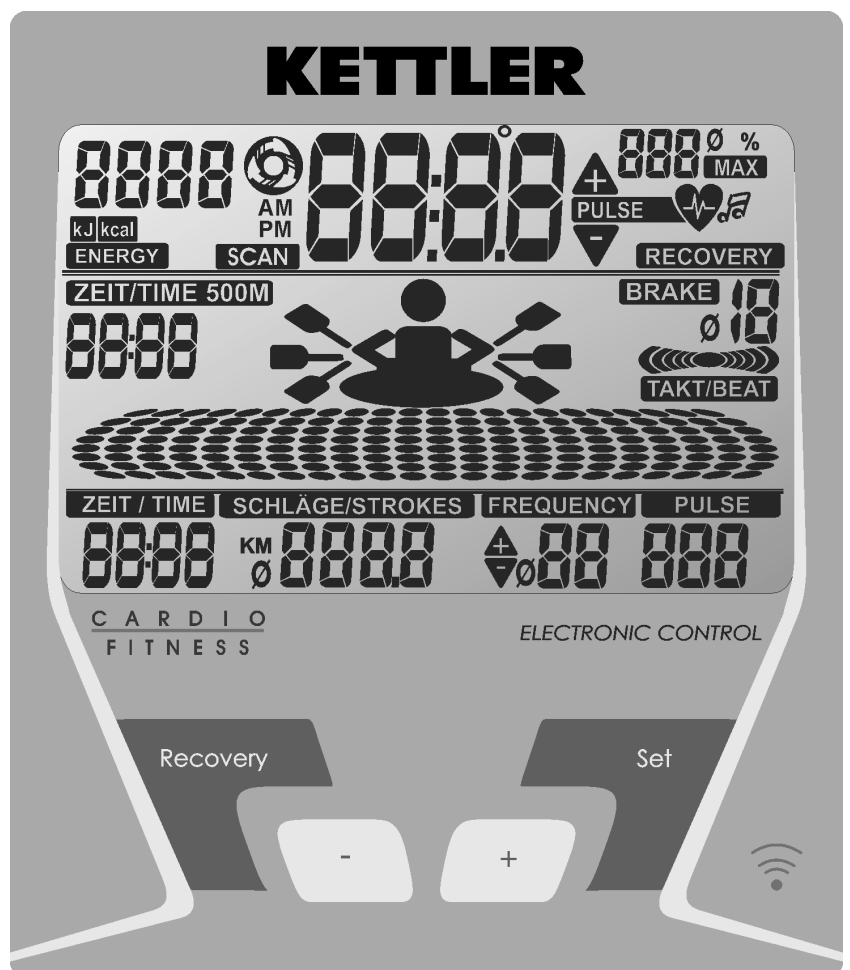 KETTLER
8888 88:8.8° 888 Ø %
MAX
AM
PM
+
PULSE
-
kJ kcal
ENERGY SCAN RECOVERY
ZEIT/TIME 500M BRAKE
88:88 Ø 18
TAKT/BEAT
ZEIT / TIME SCHLÄGE/STROKES FREQUENCY PULSE
88:88 KM Ø 888.8 + - Ø 88 888
CARDIO
FITNESS
ELECTRONIC CONTROL
Recovery Set
- +